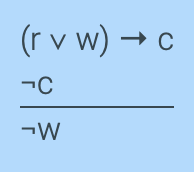 (r ∨ w) → c
¬c
¬w